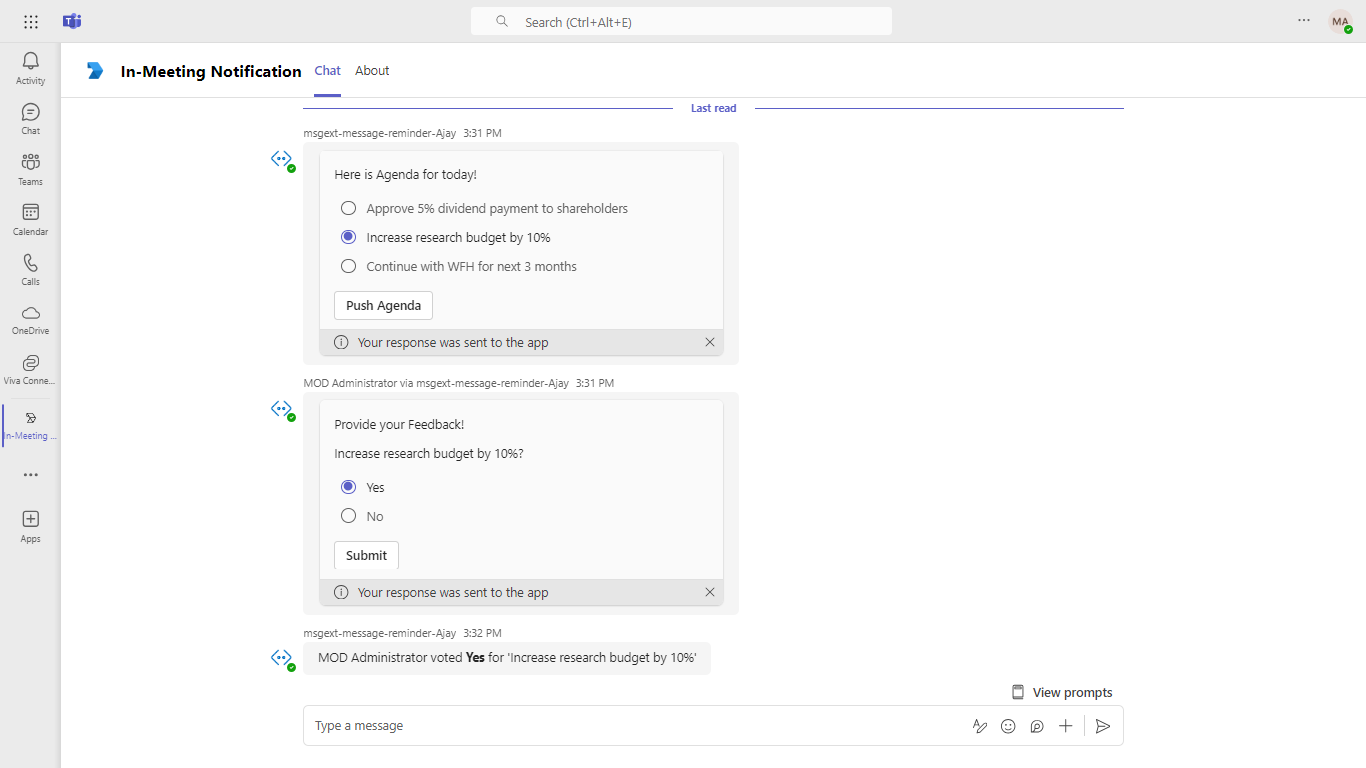 Search (Ctrl+Alt+E)
MA
Activity
Chat
Teams
Calendar
Calls
OneDrive
Viva Conne...
In-Meeting ...
Apps
In-Meeting Notification
Chat
About
Last read
msgext-message-reminder-Ajay 3:31 PM
Here is Agenda for today!
Approve 5% dividend payment to shareholders
Increase research budget by 10%
Continue with WFH for next 3 months
Push Agenda
Your response was sent to the app
MOD Administrator via msgext-message-reminder-Ajay 3:31 PM
Provide your Feedback!
Increase research budget by 10%?
Yes
No
Submit
Your response was sent to the app
msgext-message-reminder-Ajay 3:32 PM
MOD Administrator voted Yes for 'Increase research budget by 10%'
View prompts
Type a message